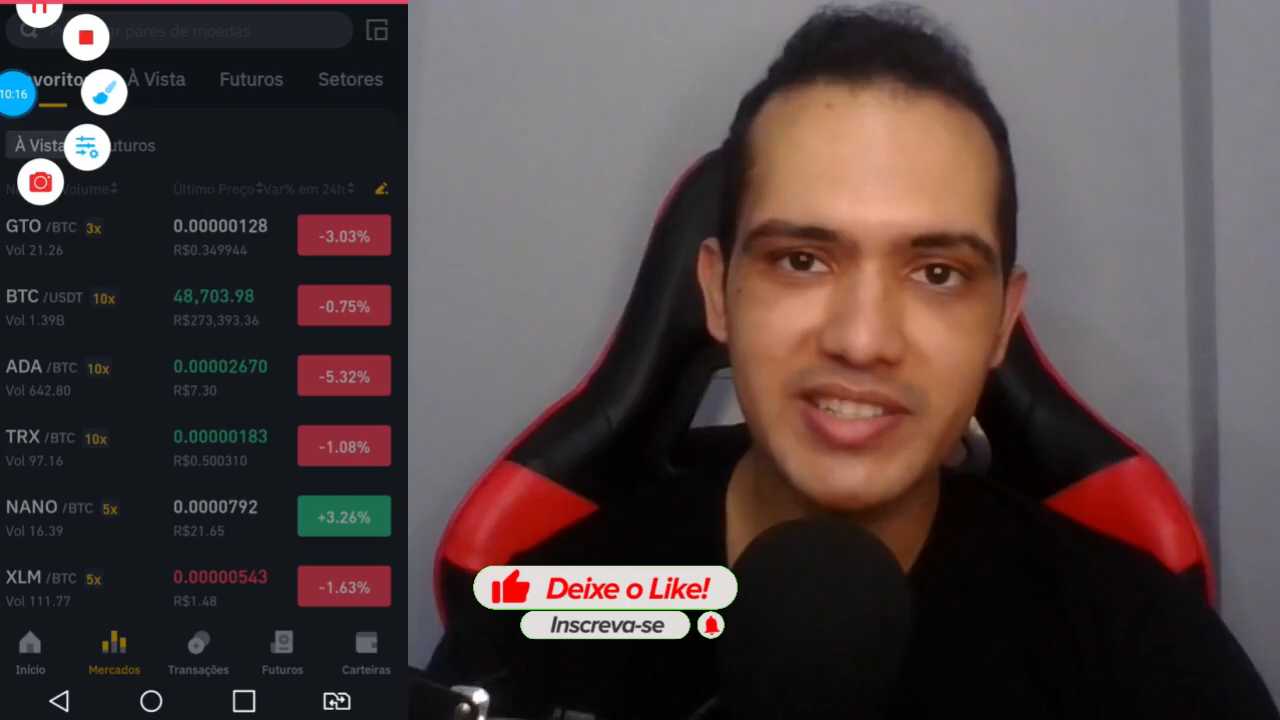 ar pares de moedas
10:16
À Vista
Futuros
Setores
À Vista
Último Preço
Var% em 24h
GTO /BTC 3x
0.00000128
-3.03%
Vol 21.26
R$0.349944
BTC /USDT 10x
48,703.98
-0.75%
Vol 1.39B
R$273,393.36
ADA /BTC 10x
0.00002670
-5.32%
Vol 642.80
R$7.30
TRX /BTC 10x
0.00000183
-1.08%
Vol 97.16
R$0.500310
NANO /BTC 5x
0.0000792
+3.26%
Vol 16.39
R$21.65
XLM /BTC 5x
0.00000543
-1.63%
Vol 111.77
R$1.48
Início
Mercados
Transações
Futuros
Carteiras
Deixe o Like!
Inscreva-se